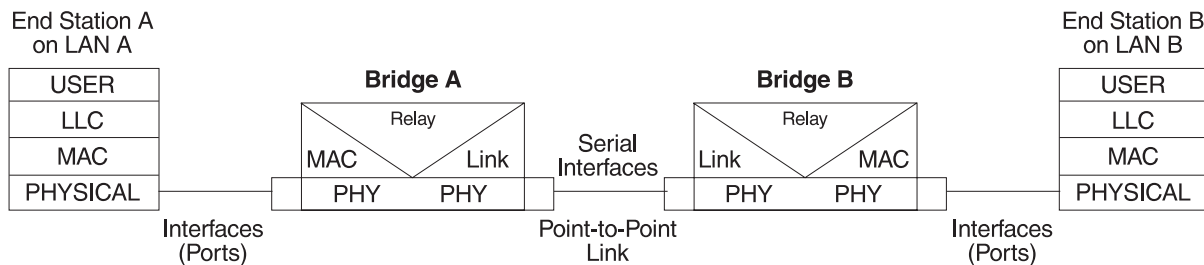 End Station A
on LAN A
USER
LLC
MAC
PHYSICAL
Interfaces
(Ports)
Bridge A
Relay
MAC
Link
PHY
PHY
Serial
Interfaces
Point-to-Point
Link
Bridge B
Relay
Link
MAC
PHY
PHY
Interfaces
(Ports)
End Station B
on LAN B
USER
LLC
MAC
PHYSICAL